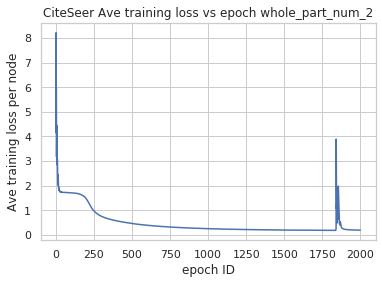 CiteSeer Ave training loss vs epoch whole_part_num_2
Ave training loss per node
8
7
6
5
4
3
2
1
0
0 250 500 750 1000 1250 1500 1750 2000
epoch ID